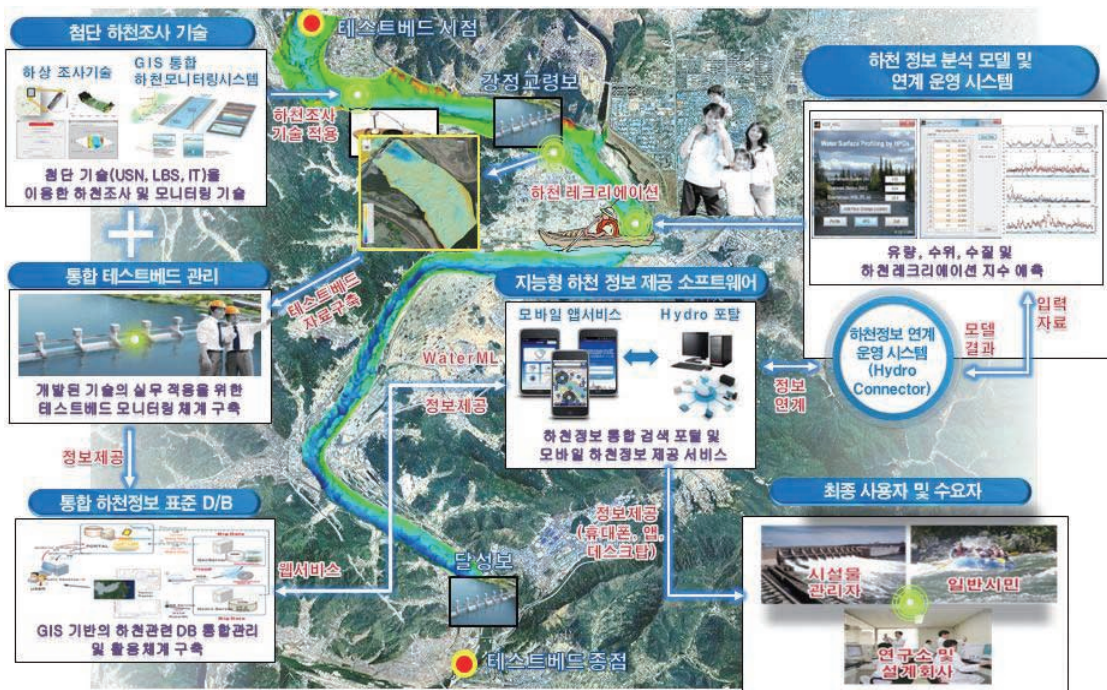 첨단 하천조사 기술
하상 조사기술
GIS 통합
하천모니터링시스템
첨단 기술(USN, LBS, IT)을
이용한 하천조사 및 모니터링 기술
테스트베드 시점
하천조사
기술 적용
강정고령보
하천 레크리에이션
하천 정보 분석 모델 및
연계 운영 시스템
Water Surface Profiling by
유량, 수위, 수질 및
하천레크리에이션 지수 예측
통합 테스트베드 관리
개발된 기술의 실무 적용을 위한
테스트베드 모니터링 체계 구축
테스트베드
자료구축
지능형 하천 정보 제공 소프트웨어
모바일 앱서비스
Hydro 포탈
하천정보 통합 검색 포털 및
모바일 하천정보 제공 서비스
WaterML
정보제공
정보
연계
하천정보 연계
운영 시스템
(Hydro
Connector)
모델
결과
입력
자료
정보제공
통합 하천정보 표준 D/B
GIS 기반의 하천관련 DB 통합관리
및 활용체계 구축
웹서비스
달성보
정보제공
(휴대폰, 앱,
데스크탑)
최종 사용자 및 수요자
시설물
관리자
일반시민
연구소 및
설계회사
테스트베드 종점